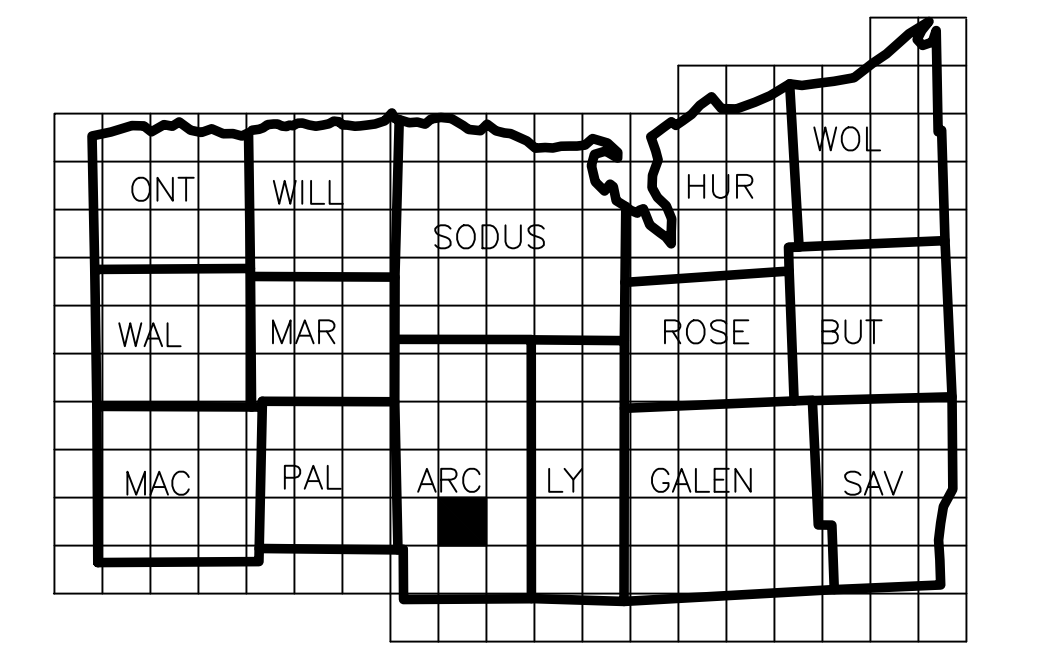 WOL
ONT
WILL
HUR
SODUS
WAL
MAR
ROSE
BUT
MAC
PAL
ARC
LY
GALEN
SAV